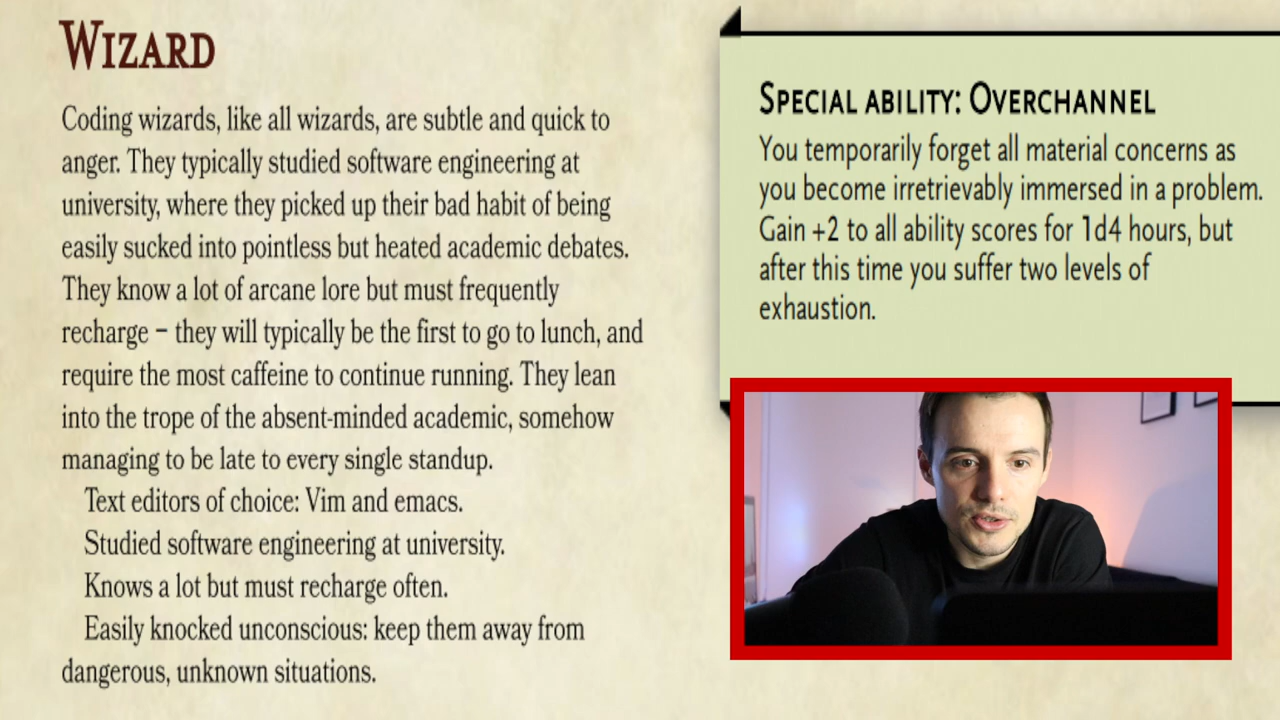 WIZARD
Coding wizards, like all wizards, are subtle and quick to
anger. They typically studied software engineering at
university, where they picked up their bad habit of being
easily sucked into pointless but heated academic debates.
They know a lot of arcane lore but must frequently
recharge – they will typically be the first to go to lunch, and
require the most caffeine to continue running. They lean
into the trope of the absent-minded academic, somehow
managing to be late to every single standup.
Text editors of choice: Vim and emacs.
Studied software engineering at university.
Knows a lot but must recharge often.
Easily knocked unconscious: keep them away from
dangerous, unknown situations.
SPECIAL ABILITY: OVERCHANNEL
You temporarily forget all material concerns as
you become irretrievably immersed in a problem.
Gain +2 to all ability scores for 1d4 hours, but
after this time you suffer two levels of
exhaustion.